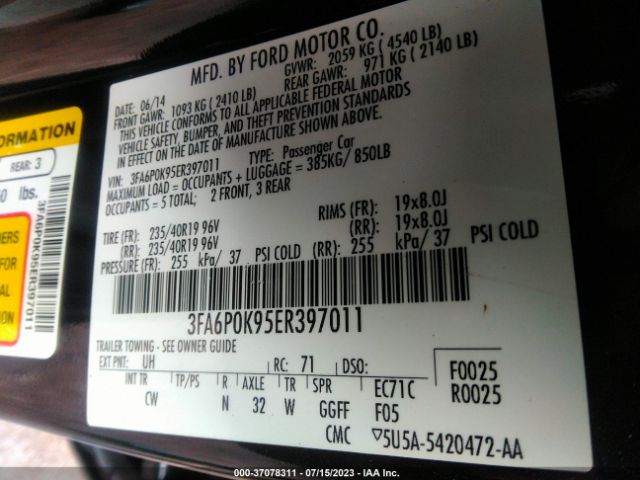 MFD. BY FORD MOTOR CO.
DATE: 06/14 GVWR: 2059 KG (4540 LB)
FRONT GAWR: 1093 KG (2410 LB) REAR GAWR: 971 KG (2140 LB)
THIS VEHICLE CONFORMS TO ALL APPLICABLE FEDERAL MOTOR
VEHICLE SAFETY, BUMPER, AND THEFT PREVENTION STANDARDS
IN EFFECT ON THE DATE OF MANUFACTURE SHOWN ABOVE.
VIN: 3FA6P0K95ER397011 TYPE: Passenger Car
MAXIMUM LOAD = OCCUPANTS + LUGGAGE = 385KG/ 850LB
OCCUPANTS = 5 TOTAL; 2 FRONT, 3 REAR
TIRE (FR): 235/40R19 96V RIMS (FR): 19x8.0J
(RR): 235/40R19 96V (RR): 19x8.0J
PRESSURE (FR): 255 kPa/ 37 PSI COLD (RR): 255 kPa/ 37 PSI COLD
3FA6P0K95ER397011
TRAILER TOWING - SEE OWNER GUIDE
EXT PNT: UH RC: 71 DSO: F0025
R0025
INT TR TP/PS R AXLE TR SPR EC71C
CW N 32 W GGFF F05
CMC ▽5U5A-5420472-AA
FORMATION
REAR: 3
lbs.
FOR
3FA6P0K95ER397011
000-37078311 - 07/15/2023 - IAA Inc.